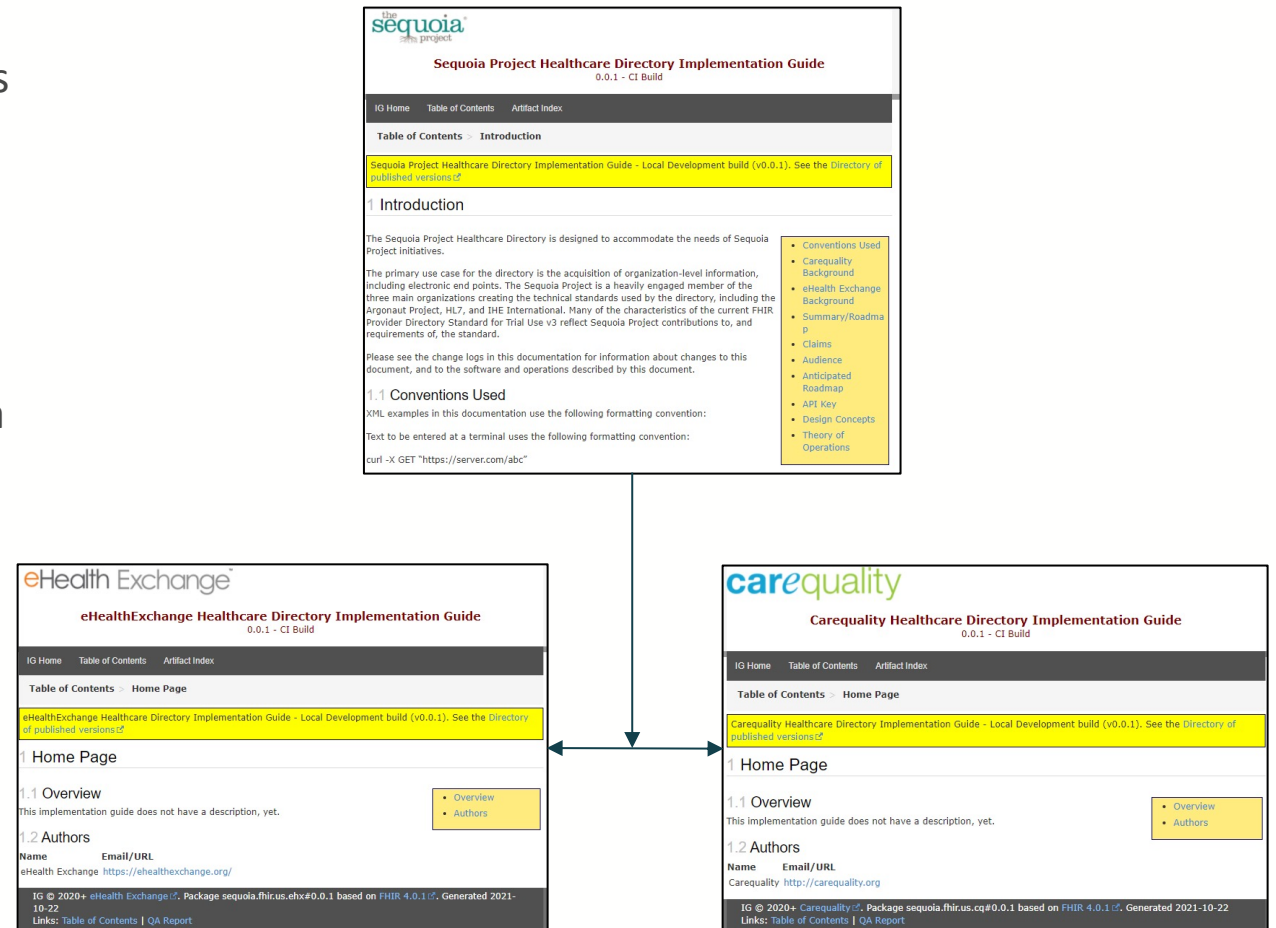 s
n
the
sequoia
project
Sequoia Project Healthcare Directory Implementation Guide
0.0.1 - CI Build
IG Home Table of Contents Artifact Index
Table of Contents > Introduction
Sequoia Project Healthcare Directory Implementation Guide - Local Development build (v0.0.1). See the Directory of
published versions
1 Introduction
The Sequoia Project Healthcare Directory is designed to accommodate the needs of Sequoia
Project initiatives.
The primary use case for the directory is the acquisition of organization-level information,
including electronic end points. The Sequoia Project is a heavily engaged member of the
three main organizations creating the technical standards used by the directory, including the
Argonaut Project, HL7, and IHE International. Many of the characteristics of the current FHIR
Provider Directory Standard for Trial Use v3 reflect Sequoia Project contributions to, and
requirements of, the standard.
Please see the change logs in this documentation for information about changes to this
document, and to the software and operations described by this document.
1.1 Conventions Used
XML examples in this documentation use the following formatting convention:
Text to be entered at a terminal uses the following formatting convention:
curl -X GET “https://server.com/abc”
• Conventions Used
• Carequality
Background
• eHealth Exchange
Background
• Summary/Roadma
p
• Claims
• Audience
• Anticipated
Roadmap
• API Key
• Design Concepts
• Theory of
Operations
eHealth Exchange™
eHealthExchange Healthcare Directory Implementation Guide
0.0.1 - CI Build
IG Home Table of Contents Artifact Index
Table of Contents > Home Page
eHealthExchange Healthcare Directory Implementation Guide - Local Development build (v0.0.1). See the Directory
of published versions
1 Home Page
1.1 Overview
This implementation guide does not have a description, yet.
• Overview
• Authors
1.2 Authors
Name Email/URL
eHealth Exchange https://ehealthexchange.org/
IG © 2020+ eHealth Exchange. Package sequoia.fhir.us.ehx#0.0.1 based on FHIR 4.0.1. Generated 2021-
10-22
Links: Table of Contents | QA Report
carequality
Carequality Healthcare Directory Implementation Guide
0.0.1 - CI Build
IG Home Table of Contents Artifact Index
Table of Contents > Home Page
Carequality Healthcare Directory Implementation Guide - Local Development build (v0.0.1). See the Directory of
published versions
1 Home Page
1.1 Overview
This implementation guide does not have a description, yet.
• Overview
• Authors
1.2 Authors
Name Email/URL
Carequality http://carequality.org
IG © 2020+ Carequality. Package sequoia.fhir.us.cq#0.0.1 based on FHIR 4.0.1. Generated 2021-10-22
Links: Table of Contents | QA Report